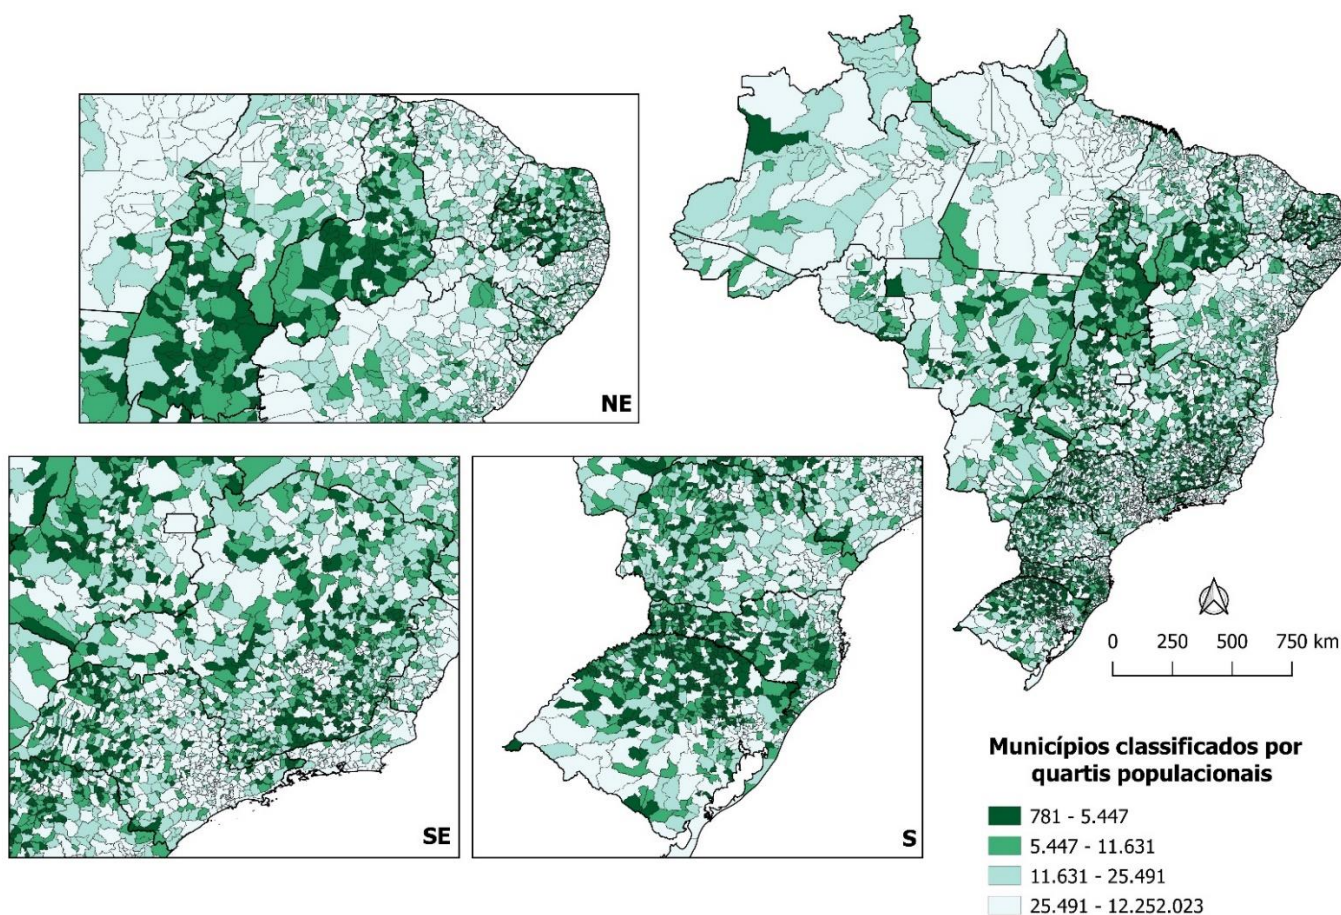 NE
SE
S
0 250 500 750 km
Municípios classificados por
quartis populacionais
781 - 5.447
5.447 - 11.631
11.631 - 25.491
25.491 - 12.252.023